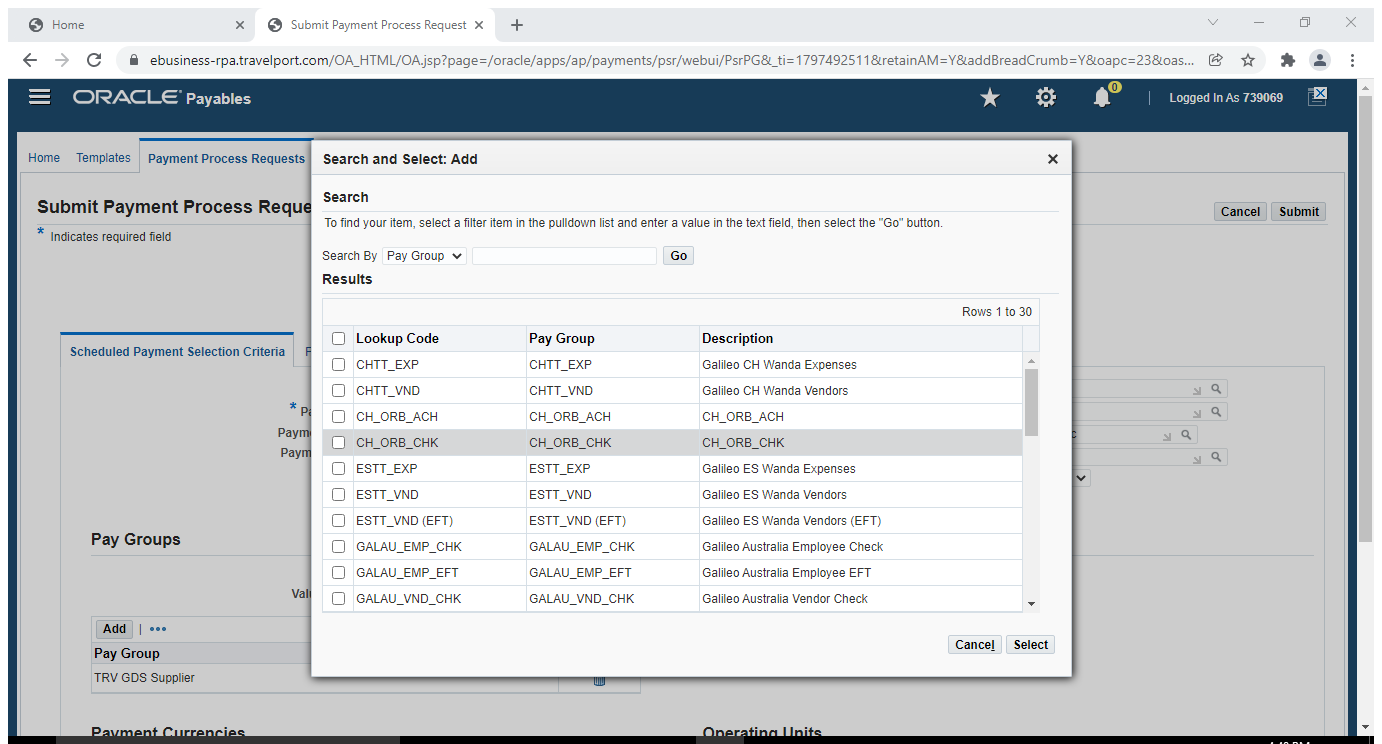 Home
Submit Payment Process Request
ebusiness-rpa.travelport.com/OA_HTML/OA.jsp?page=/oracle/apps/ap/payments/psr/webui/PsrPG&_ti=1797492511&retainAM=Y&addBreadCrumb=Y&oapc=23&oas...
ORACLE Payables
0
Logged In As 739069
Home Templates Payment Process Requests
Submit Payment Process Reque
Cancel Submit
* Indicates required field
Scheduled Payment Selection Criteria
Search and Select: Add
Search
To find your item, select a filter item in the pulldown list and enter a value in the text field, then select the "Go" button.
Search By Pay Group Go
Results
Rows 1 to 30
Lookup Code Pay Group Description
CHTT_EXP CHTT_EXP Galileo CH Wanda Expenses
CHTT_VND CHTT_VND Galileo CH Wanda Vendors
CH_ORB_ACH CH_ORB_ACH CH_ORB_ACH
CH_ORB_CHK CH_ORB_CHK CH_ORB_CHK
ESTT_EXP ESTT_EXP Galileo ES Wanda Expenses
ESTT_VND ESTT_VND Galileo ES Wanda Vendors
ESTT_VND (EFT) ESTT_VND (EFT) Galileo ES Wanda Vendors (EFT)
GALAU_EMP_CHK GALAU_EMP_CHK Galileo Australia Employee Check
GALAU_EMP_EFT GALAU_EMP_EFT Galileo Australia Employee EFT
GALAU_VND_CHK GALAU_VND_CHK Galileo Australia Vendor Check
Cancel Select
* Pa
Payme
Paym
Pay Groups
Valu
Add | •••
Pay Group
TRV GDS Supplier
Payment Currencies
Operating Units